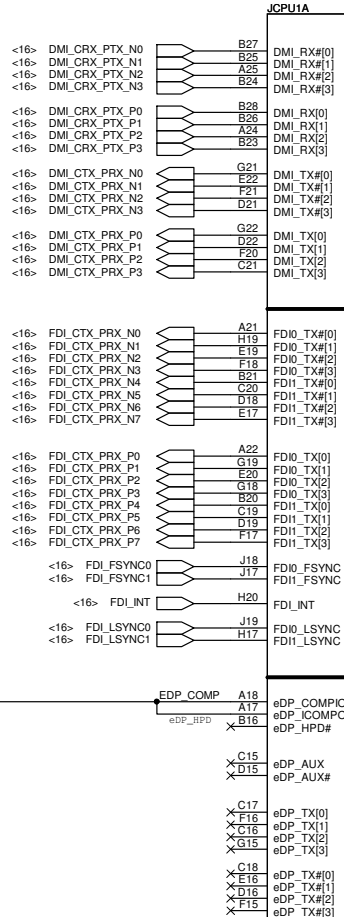 JCPU1A
<16> DMI_CRX_PTX_N0 B27 DMI_RX#[0]
<16> DMI_CRX_PTX_N1 B25 DMI_RX#[1]
<16> DMI_CRX_PTX_N2 A25 DMI_RX#[2]
<16> DMI_CRX_PTX_N3 B24 DMI_RX#[3]
<16> DMI_CRX_PTX_P0 B28 DMI_RX[0]
<16> DMI_CRX_PTX_P1 B26 DMI_RX[1]
<16> DMI_CRX_PTX_P2 A24 DMI_RX[2]
<16> DMI_CRX_PTX_P3 B23 DMI_RX[3]
<16> DMI_CTX_PRX_N0 G21 DMI_TX#[0]
<16> DMI_CTX_PRX_N1 E22 DMI_TX#[1]
<16> DMI_CTX_PRX_N2 F21 DMI_TX#[2]
<16> DMI_CTX_PRX_N3 D21 DMI_TX#[3]
<16> DMI_CTX_PRX_P0 G22 DMI_TX[0]
<16> DMI_CTX_PRX_P1 D22 DMI_TX[1]
<16> DMI_CTX_PRX_P2 F20 DMI_TX[2]
<16> DMI_CTX_PRX_P3 C21 DMI_TX[3]
<16> FDI_CTX_PRX_N0 A21 FDI0_TX#[0]
<16> FDI_CTX_PRX_N1 H19 FDI0_TX#[1]
<16> FDI_CTX_PRX_N2 E19 FDI0_TX#[2]
<16> FDI_CTX_PRX_N3 F18 FDI0_TX#[3]
<16> FDI_CTX_PRX_N4 B21 FDI1_TX#[0]
<16> FDI_CTX_PRX_N5 C20 FDI1_TX#[1]
<16> FDI_CTX_PRX_N6 D18 FDI1_TX#[2]
<16> FDI_CTX_PRX_N7 E17 FDI1_TX#[3]
<16> FDI_CTX_PRX_P0 A22 FDI0_TX[0]
<16> FDI_CTX_PRX_P1 G19 FDI0_TX[1]
<16> FDI_CTX_PRX_P2 E20 FDI0_TX[2]
<16> FDI_CTX_PRX_P3 G18 FDI0_TX[3]
<16> FDI_CTX_PRX_P4 B20 FDI1_TX[0]
<16> FDI_CTX_PRX_P5 C19 FDI1_TX[1]
<16> FDI_CTX_PRX_P6 D19 FDI1_TX[2]
<16> FDI_CTX_PRX_P7 F17 FDI1_TX[3]
<16> FDI_FSYNC0 J18 FDI0_FSYNC
<16> FDI_FSYNC1 J17 FDI1_FSYNC
<16> FDI_INT H20 FDI_INT
<16> FDI_LSYNC0 J19 FDI0_LSYNC
<16> FDI_LSYNC1 H17 FDI1_LSYNC
EDP_COMP A18 eDP_COMPIO
A17 eDP_ICOMPO
eDP_HPD B16 eDP_HPD#
C15 eDP_AUX
D15 eDP_AUX#
C17 eDP_TX[0]
F16 eDP_TX[1]
C16 eDP_TX[2]
G15 eDP_TX[3]
C18 eDP_TX#[0]
E16 eDP_TX#[1]
D16 eDP_TX#[2]
F15 eDP_TX#[3]